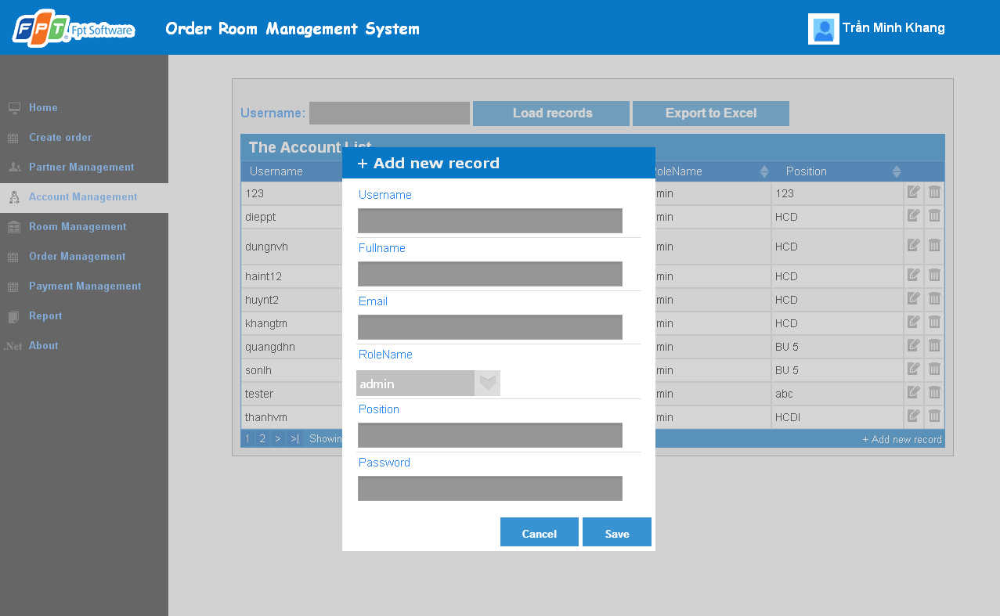 FPT Fpt Software
Order Room Management System
Trần Minh Khang
Home
Create order
Partner Management
Account Management
Room Management
Order Management
Payment Management
Report
.Net About
Username:
Load records
Export to Excel
The Account List
Username
RoleName
Position
123
min
123
dieppt
min
HCD
dungnvh
min
HCD
haint12
min
HCD
huynt2
min
HCD
khangtm
min
HCD
quangdhn
min
BU 5
sonlh
min
BU 5
tester
min
abc
thanhvm
min
HCDI
1 2 > >| Showin
+ Add new record
+ Add new record
Username
Fullname
Email
RoleName
admin
Position
Password
Cancel
Save